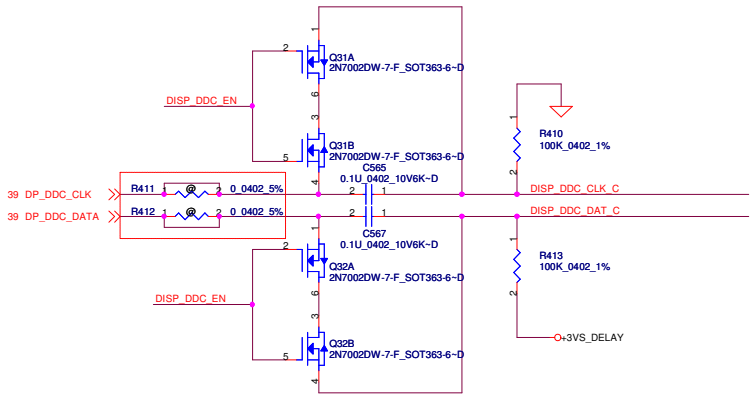 1
2
Q31A
2N7002DW-7-F_SOT363-6~D
6
DISP_DDC_EN
3
5
Q31B
2N7002DW-7-F_SOT363-6~D
4
1
R410
100K_0402_1%
2
C565
0.1U_0402_10V6K~D
39 DP_DDC_CLK
R411 1 @ 2 0_0402_5%
2 1
DISP_DDC_CLK_C
39 DP_DDC_DATA
R412 1 @ 2 0_0402_5%
2 1
DISP_DDC_DAT_C
C567
0.1U_0402_10V6K~D
1
2
Q32A
2N7002DW-7-F_SOT363-6~D
6
1
R413
100K_0402_1%
2
DISP_DDC_EN
3
5
Q32B
2N7002DW-7-F_SOT363-6~D
4
+3VS_DELAY